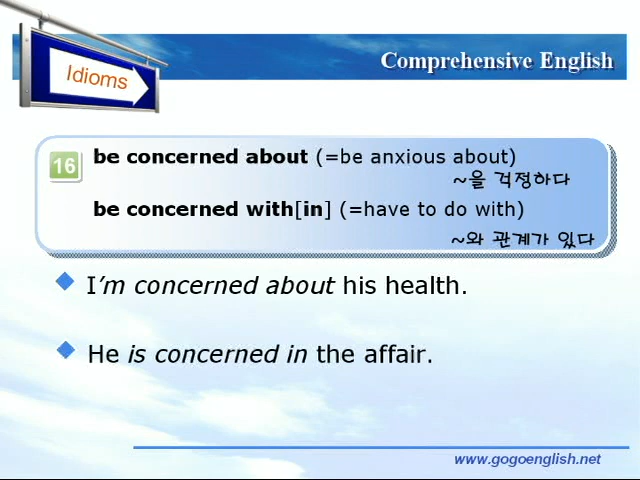 Idioms
Comprehensive English
16
be concerned about (=be anxious about)
~을 걱정하다
be concerned with[in] (=have to do with)
~와 관계가 있다
I'm concerned about his health.
He is concerned in the affair.
www.gogoenglish.net